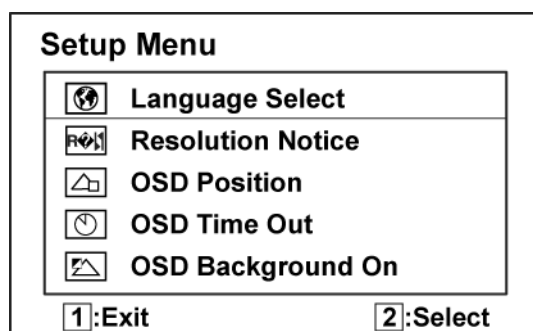 Setup Menu
Language Select
Resolution Notice
OSD Position
OSD Time Out
OSD Background On
1:Exit 2:Select